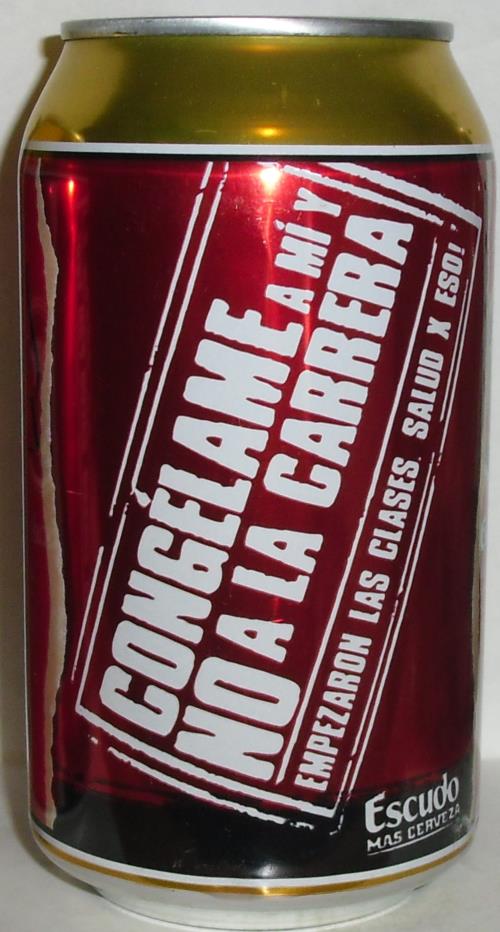 CONGÉLAME A MÍ Y
NO A LA CARRERA
EMPEZARON LAS CLASES. SALUD X ESO!
Escudo
MAS CERVEZA